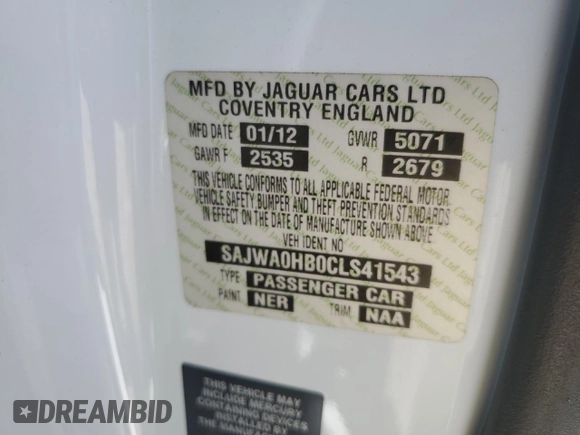 MFD BY JAGUAR CARS LTD
COVENTRY ENGLAND
MFD DATE 01/12 GVWR 5071
GAWR F 2535 R 2679
THIS VEHICLE CONFORMS TO ALL APPLICABLE FEDERAL MOTOR
VEHICLE SAFETY BUMPER AND THEFT PREVENTION STANDARDS
IN EFFECT ON THE DATE OF MANUFACTURE SHOWN ABOVE
VEH IDENT NO
SAJWA0HB0CLS41543
TYPE PASSENGER CAR
PAINT NER TRIM NAA
THIS VEHICLE MAY
INCLUDE MERCURY
CONTAINING DEVICES
INSTALLED BY
THE
DREAMBID